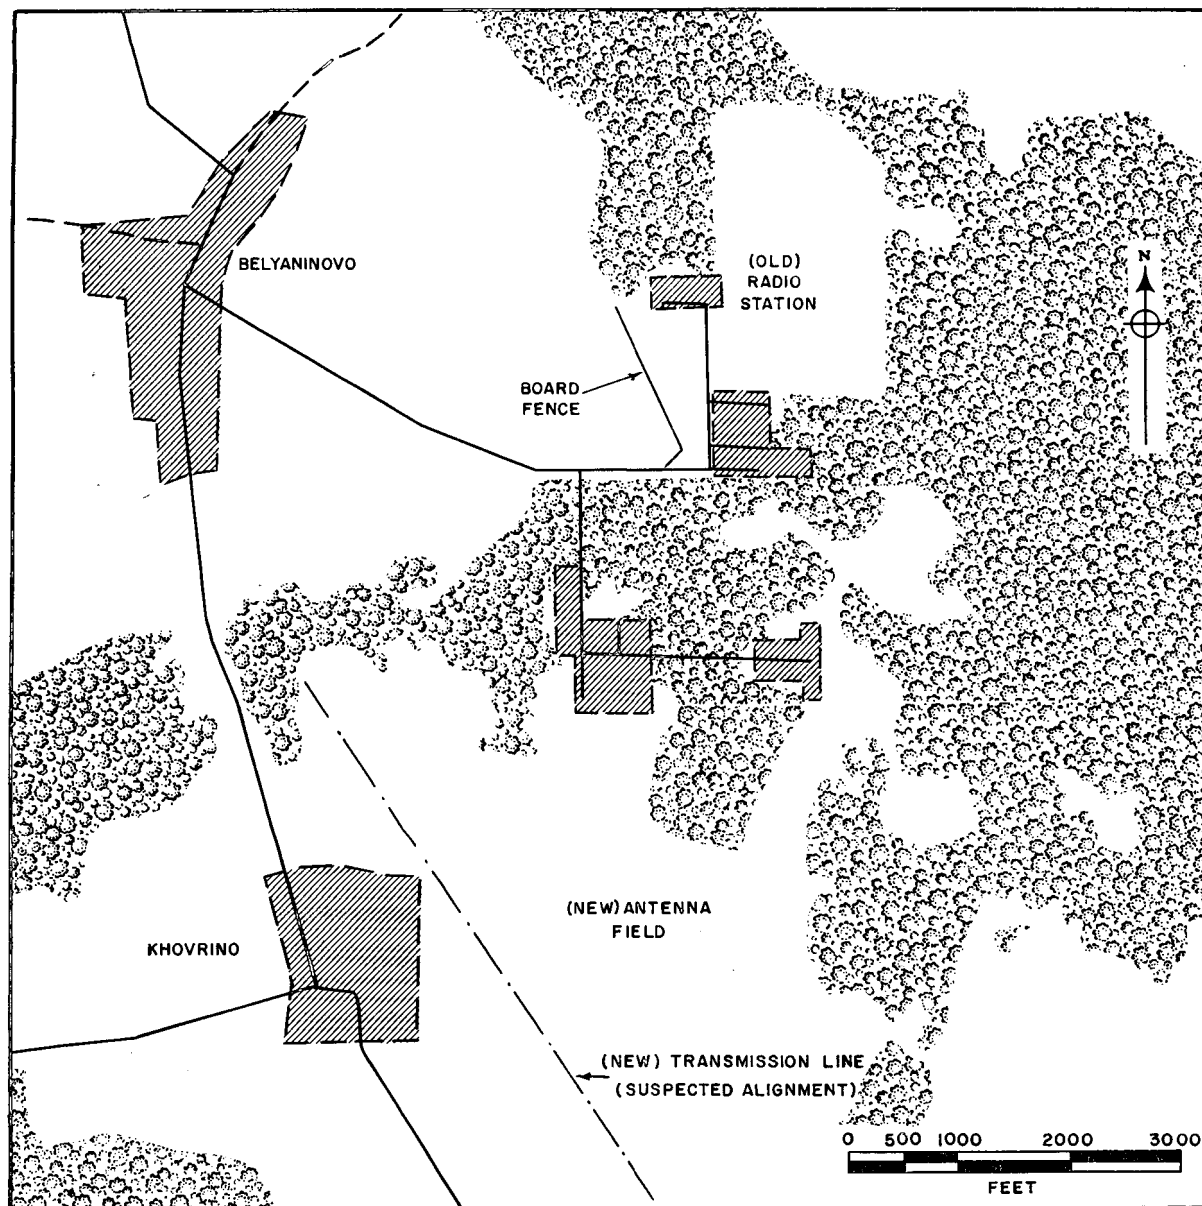 N
BELYANINOVO
(OLD)
RADIO
STATION
BOARD
FENCE
(NEW) ANTENNA
FIELD
KHOVRINO
(NEW) TRANSMISSION LINE
(SUSPECTED ALIGNMENT)
0 500 1000 2000 3000
FEET